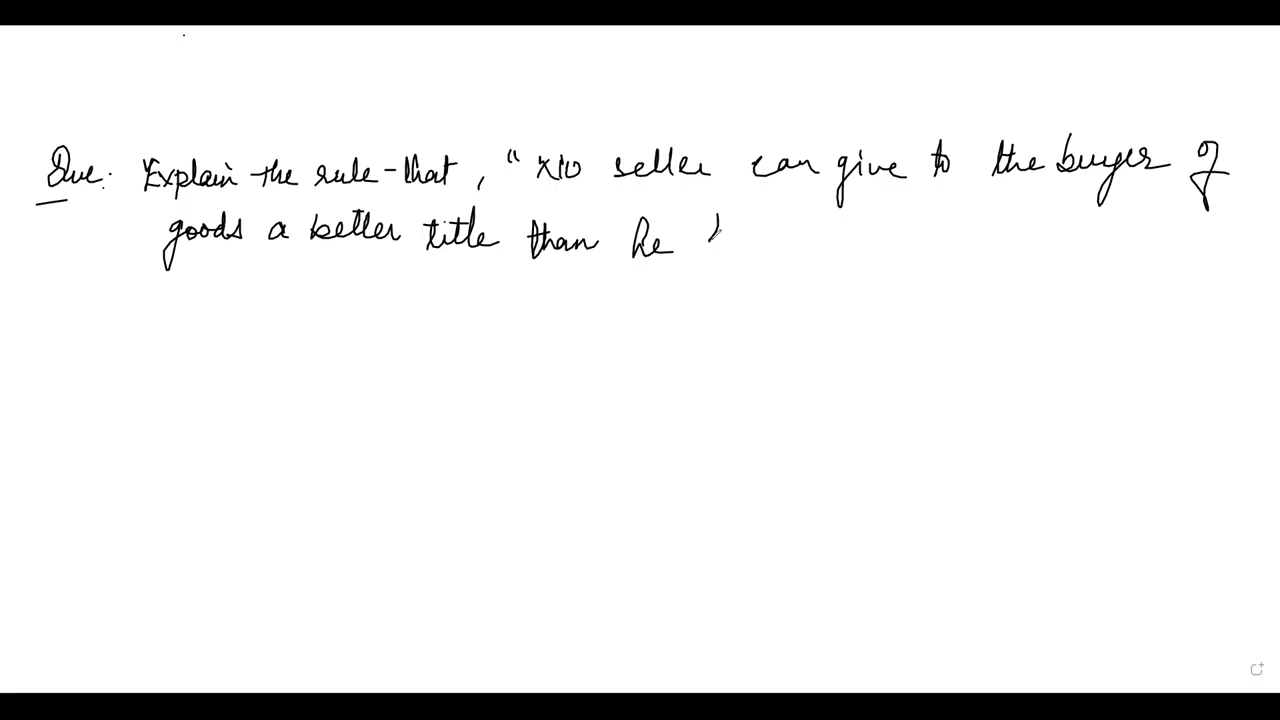 Que. Explain the rule that, "No seller can give to the buyer of
goods a better title than he